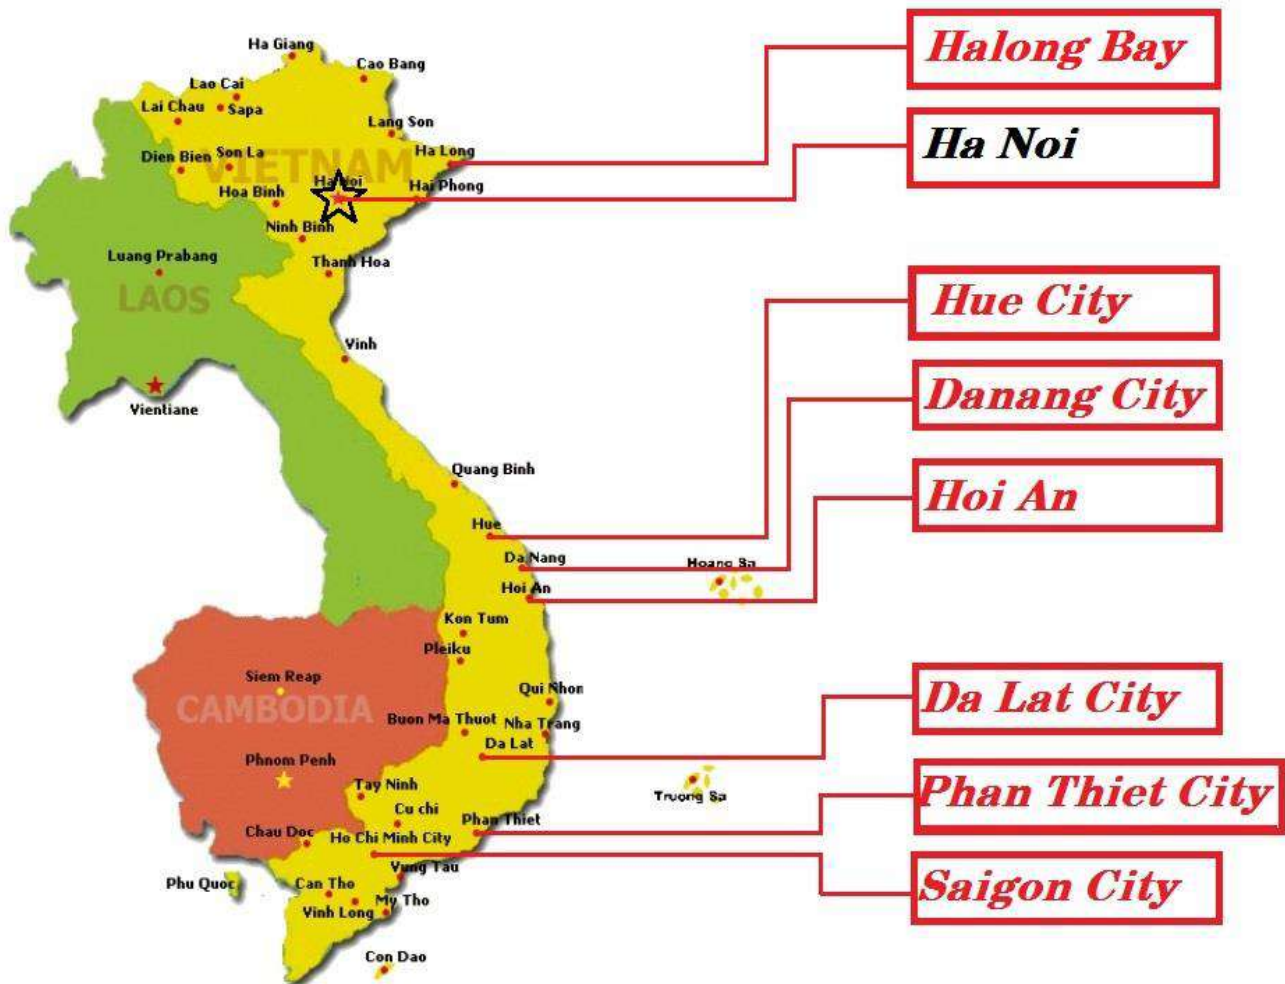 Ha Giang
Cao Bang
Lao Cai
Lai Chau
Sapa
Lang Son
Dien Bien
Son La
VIETNAM
Ha Long
Hoa Binh
Ha Noi
Hai Phong
Ninh Binh
Luang Prabang
Thanh Hoa
LAOS
Vinh
Vientiane
Quang Binh
Hue
Da Nang
Hoi An
Hoang Sa
Kon Tum
Pleiku
Siem Reap
Qui Nhon
CAMBODIA
Buon Ma Thuot
Nha Trang
Da Lat
Phnom Penh
Tay Ninh
Truong Sa
Cu chi
Phan Thiet
Chau Doc
Ho Chi Minh City
Vung Tau
Phu Quoc
Can Tho
Vinh Long
My Tho
Con Dao
Halong Bay
Ha Noi
Hue City
Danang City
Hoi An
Da Lat City
Phan Thiet City
Saigon City